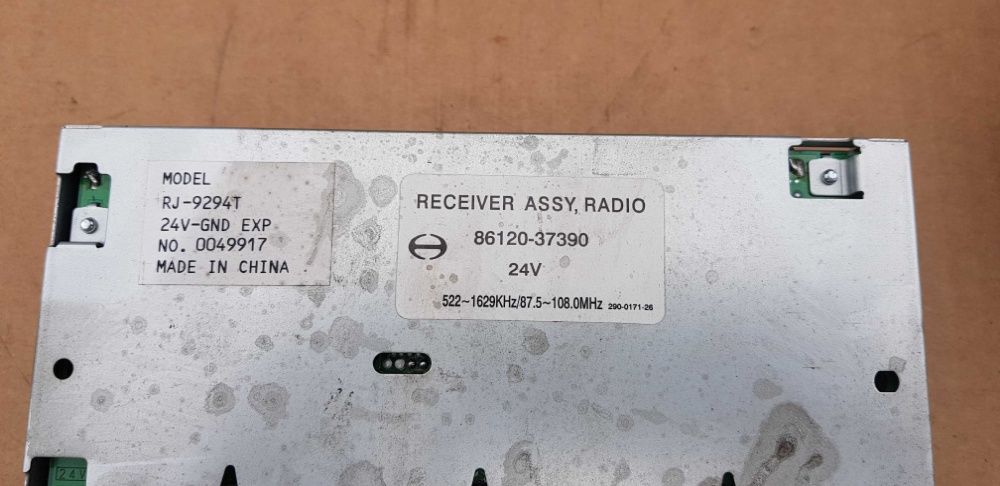 MODEL
RJ-9294T
24V-GND EXP
NO. 0049917
MADE IN CHINA
RECEIVER ASSY, RADIO
86120-37390
24V
522~1629KHz/87.5~108.0MHz 290-0171-26
24V